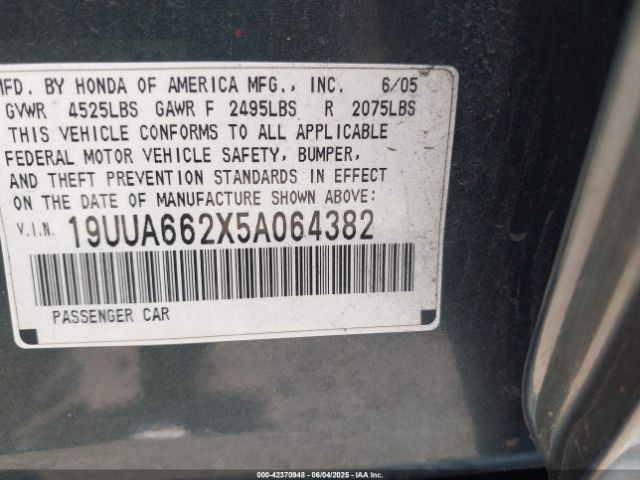 MFD. BY HONDA OF AMERICA MFG., INC. 6/05
GVWR 4525LBS GAWR F 2495LBS R 2075LBS
THIS VEHICLE CONFORMS TO ALL APPLICABLE
FEDERAL MOTOR VEHICLE SAFETY, BUMPER,
AND THEFT PREVENTION STANDARDS IN EFFECT
ON THE DATE OF MANUFACTURE SHOWN ABOVE:
V.I.N. 19UUA662X5A064382
PASSENGER CAR
000-42370948 - 06/04/2025 - IAA Inc.